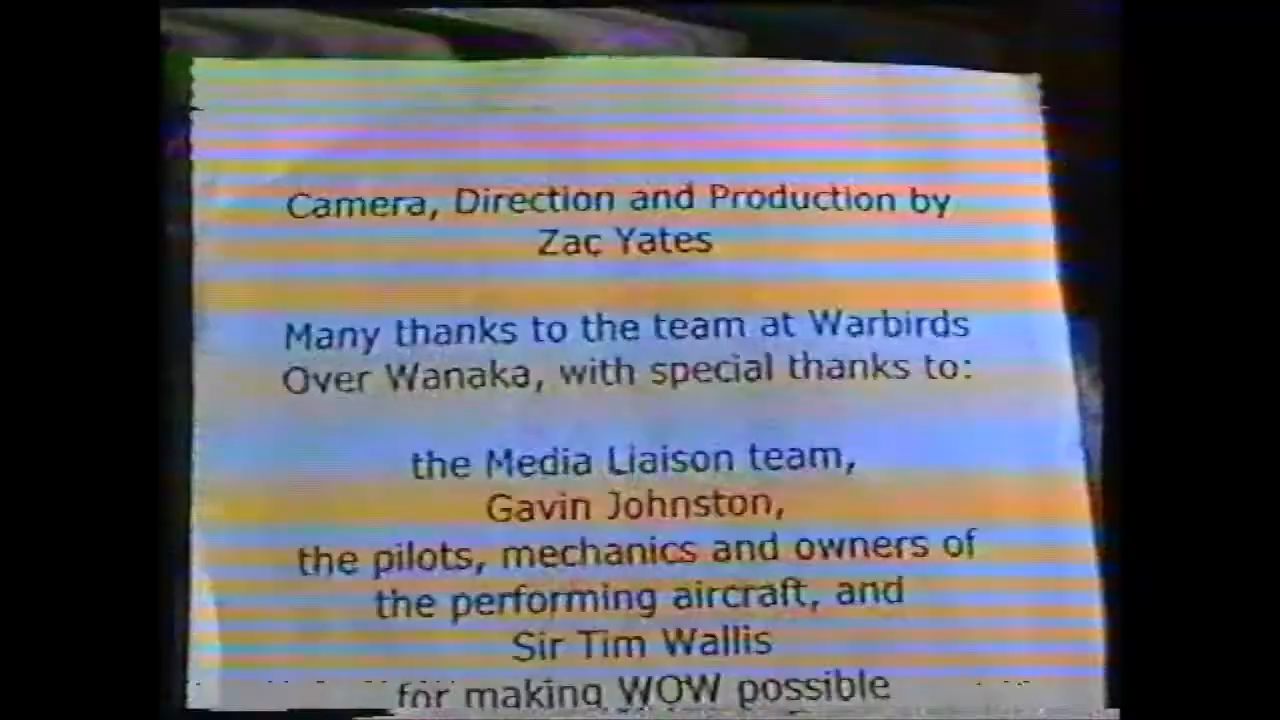 Camera, Direction and Production by
Zac Yates
Many thanks to the team at Warbirds
Over Wanaka, with special thanks to:
the Media Liaison team,
Gavin Johnston,
the pilots, mechanics and owners of
the performing aircraft, and
Sir Tim Wallis
for making WOW possible